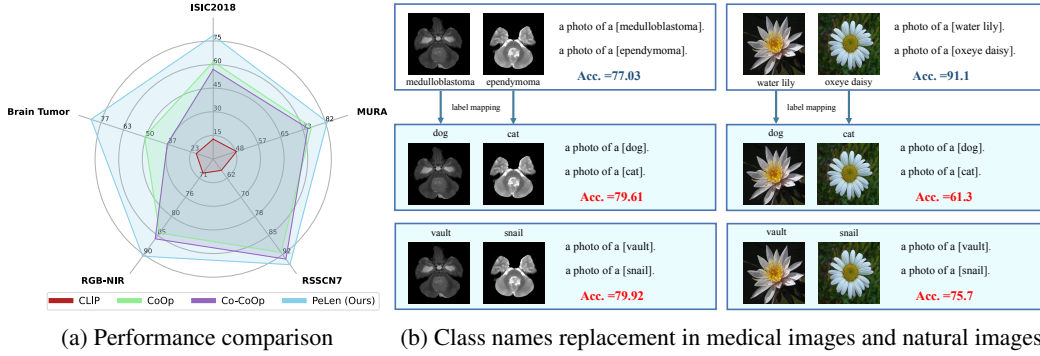 ISIC2018
75
60
45
30
15
MURA
82
73
65
56
48
RSSCN7
92
85
76
62
RGB-NIR
90
85
80
76
71
Brain Tumor
77
63
50
37
23
CLIP
CoOp
Co-CoOp
PeLen (Ours)
(a) Performance comparison
medulloblastoma
ependymoma
a photo of a [medulloblastoma].
a photo of a [ependymoma].
Acc. =77.03
label mapping
dog
cat
a photo of a [dog].
a photo of a [cat].
Acc. =79.61
vault
snail
a photo of a [vault].
a photo of a [snail].
Acc. =79.92
water lily
oxeye daisy
a photo of a [water lily].
a photo of a [oxeye daisy].
Acc. =91.1
label mapping
dog
cat
a photo of a [dog].
a photo of a [cat].
Acc. =61.3
vault
snail
a photo of a [vault].
a photo of a [snail].
Acc. =75.7
(b) Class names replacement in medical images and natural images